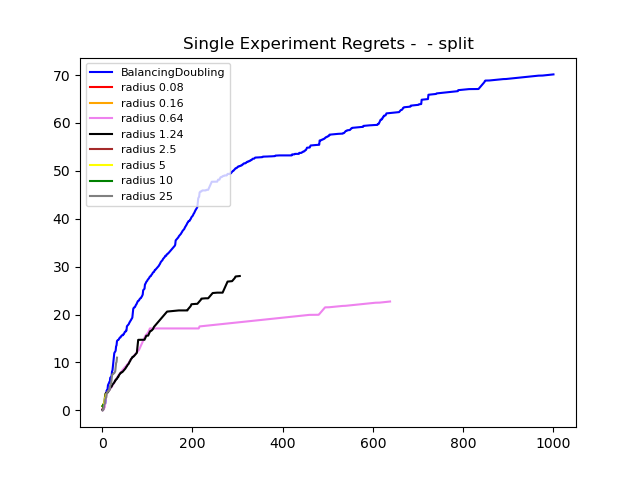 Single Experiment Regrets -  - split
BalancingDoubling
radius 0.08
radius 0.16
radius 0.64
radius 1.24
radius 2.5
radius 5
radius 10
radius 25
70
60
50
40
30
20
10
0
0 200 400 600 800 1000